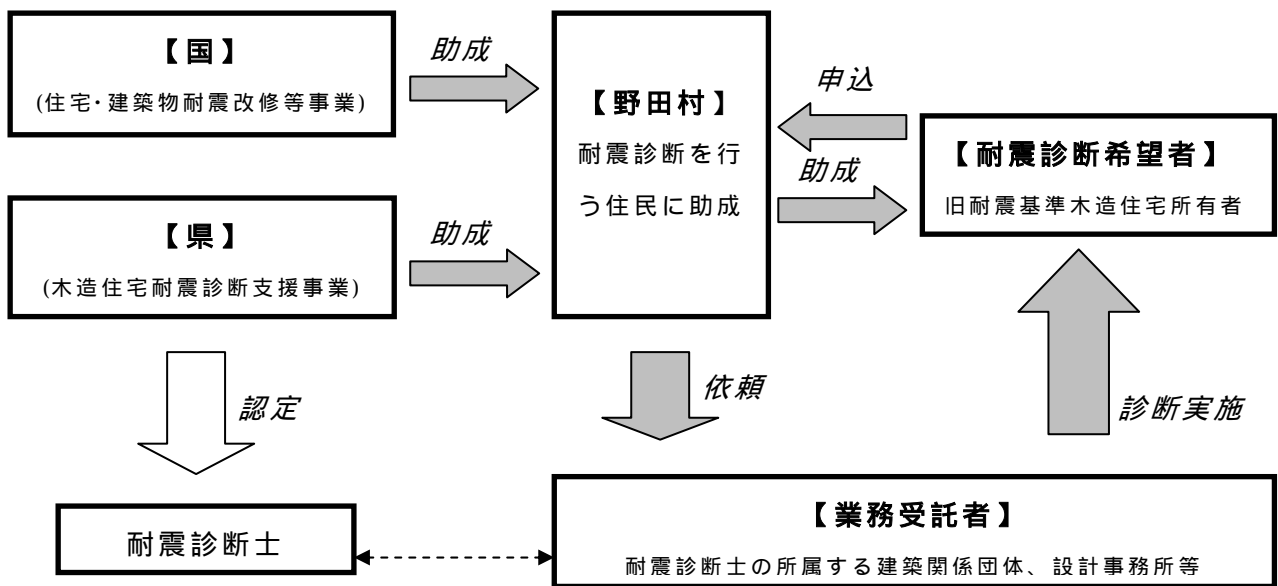 【国】
(住宅・建築物耐震改修等事業)
助成
【野田村】
耐震診断を行
う住民に助成
申込
助成
【耐震診断希望者】
旧耐震基準木造住宅所有者
【県】
(木造住宅耐震診断支援事業)
助成
認定
依頼
診断実施
耐震診断士
【業務受託者】
耐震診断士の所属する建築関係団体、設計事務所等